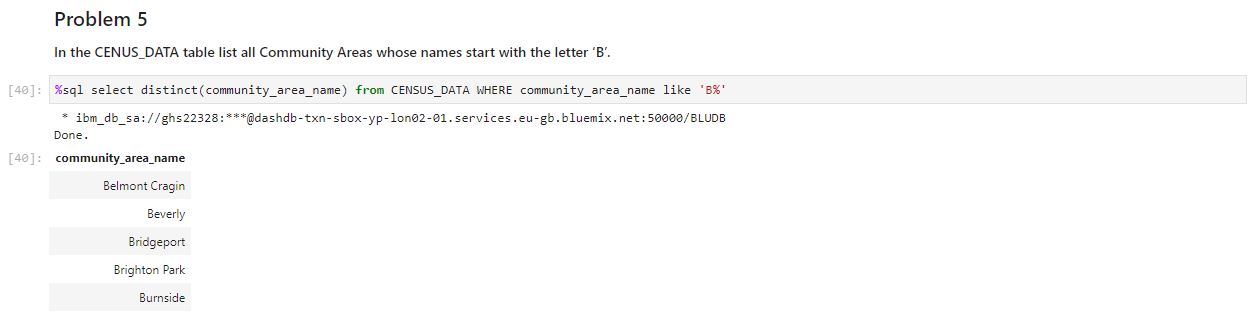 Problem 5
In the CENUS_DATA table list all Community Areas whose names start with the letter ‘B’.
[40]: %sql select distinct(community_area_name) from CENSUS_DATA WHERE community_area_name like 'B%'
* ibm_db_sa://ghs22328:***@dashdb-txn-sbox-yp-lon02-01.services.eu-gb.bluemix.net:50000/BLUDB
Done.
[40]: community_area_name
Belmont Cragin
Beverly
Bridgeport
Brighton Park
Burnside